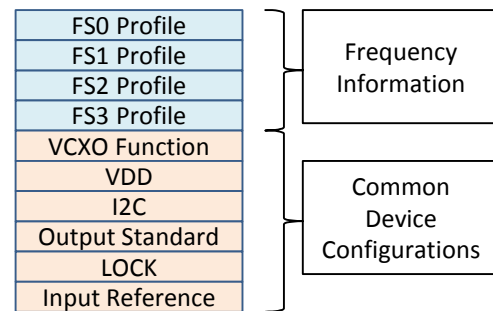 FS0 Profile
FS1 Profile
FS2 Profile
FS3 Profile
VCXO Function
VDD
I2C
Output Standard
LOCK
Input Reference
Frequency
Information
Common
Device
Configurations